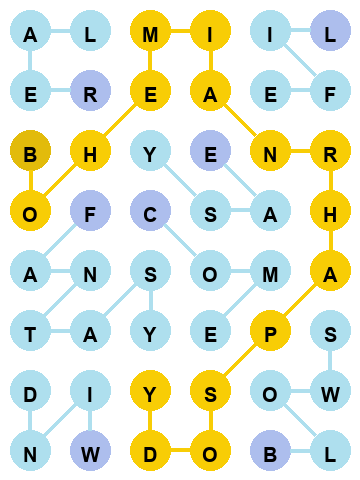 A L M I I L
E R E A E F
B H Y E N R
O F C S A H
A N S O M A
T A Y E P S
D I Y S O W
N W D O B L